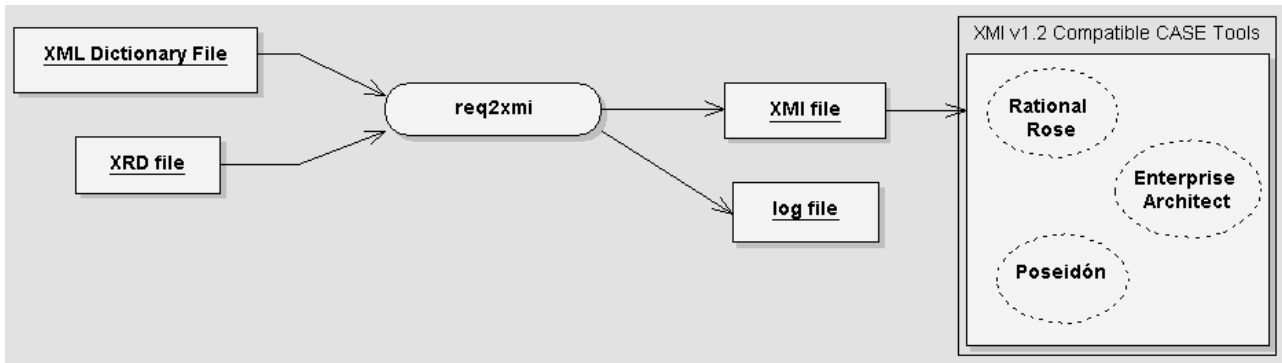 XML Dictionary File
XRD file
req2xmi
XMI file
log file
XMI v1.2 Compatible CASE Tools
Rational
Rose
Enterprise
Architect
Poseidón